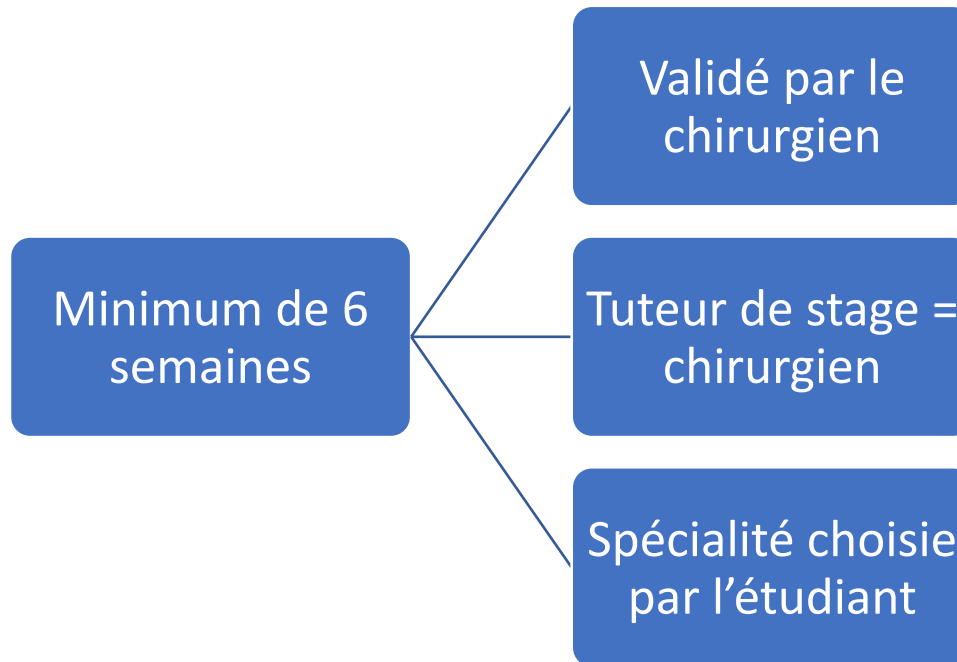 Minimum de 6
semaines
Validé par le
chirurgien
Tuteur de stage =
chirurgien
Spécialité choisie
par l’étudiant